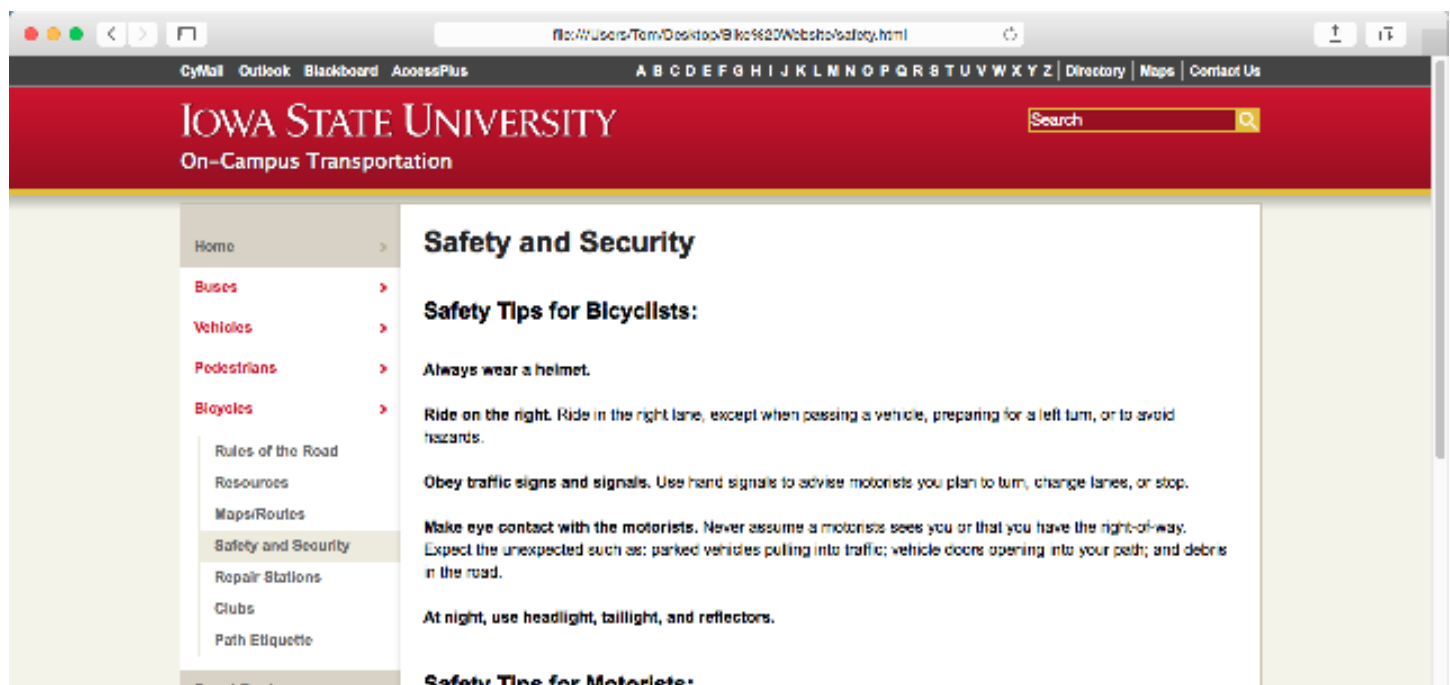 file:///Users/Tom/Desktop/Bike%20Website/safety.html
CyMail Outlook Blackboard AccessPlus A B C D E F G H I J K L M N O P Q R S T U V W X Y Z | Directory | Maps | Contact Us
IOWA STATE UNIVERSITY
Search
On-Campus Transportation
Home >
Buses >
Vehicles >
Pedestrians >
Bicycles >
Rules of the Road
Resources
Maps/Routes
Safety and Security
Repair Stations
Clubs
Path Etiquette
Safety and Security
Safety Tips for Bicyclists:
Always wear a helmet.
Ride on the right. Ride in the right lane, except when passing a vehicle, preparing for a left turn, or to avoid
hazards.
Obey traffic signs and signals. Use hand signals to advise motorists you plan to turn, change lanes, or stop.
Make eye contact with the motorists. Never assume a motorists sees you or that you have the right-of-way.
Expect the unexpected such as: parked vehicles pulling into traffic; vehicle doors opening into your path; and debris
in the road.
At night, use headlight, taillight, and reflectors.
Safety Tips for Motorists: